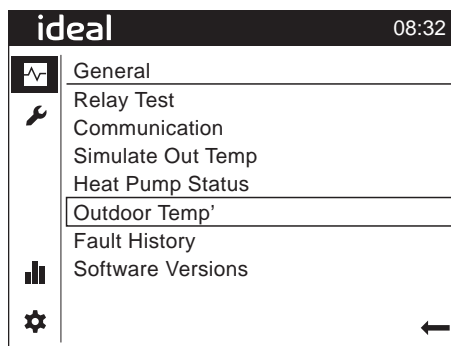 ideal 08:32
General
Relay Test
Communication
Simulate Out Temp
Heat Pump Status
Outdoor Temp'
Fault History
Software Versions